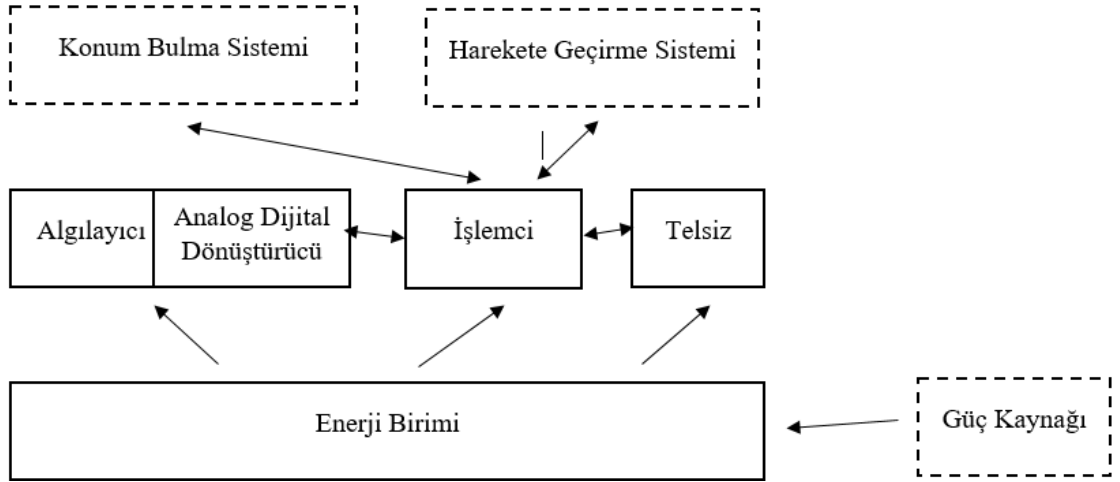 Konum Bulma Sistemi
Harekete Geçirme Sistemi
Algılayıcı
Analog Dijital
Dönüştürücü
İşlemci
Telsiz
Enerji Birimi
Güç Kaynağı